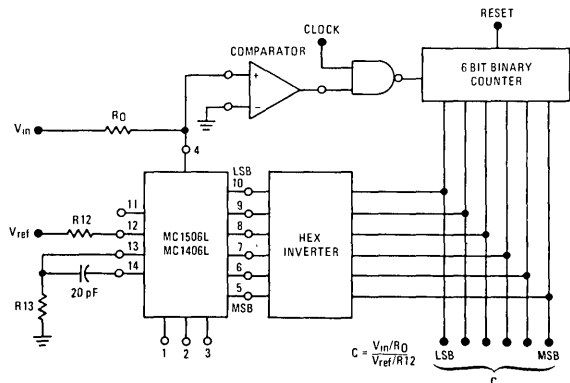 RESET
CLOCK
COMPARATOR
6 BIT BINARY
COUNTER
+
−
Vin
R0
4
LSB
10
9
8
7
6
5
MSB
11
Vref
R12
12
13
14
20 pF
R13
MC1506L
MC1406L
HEX
INVERTER
1 2 3
C = Vin/R0
Vref/R12
LSB MSB
C